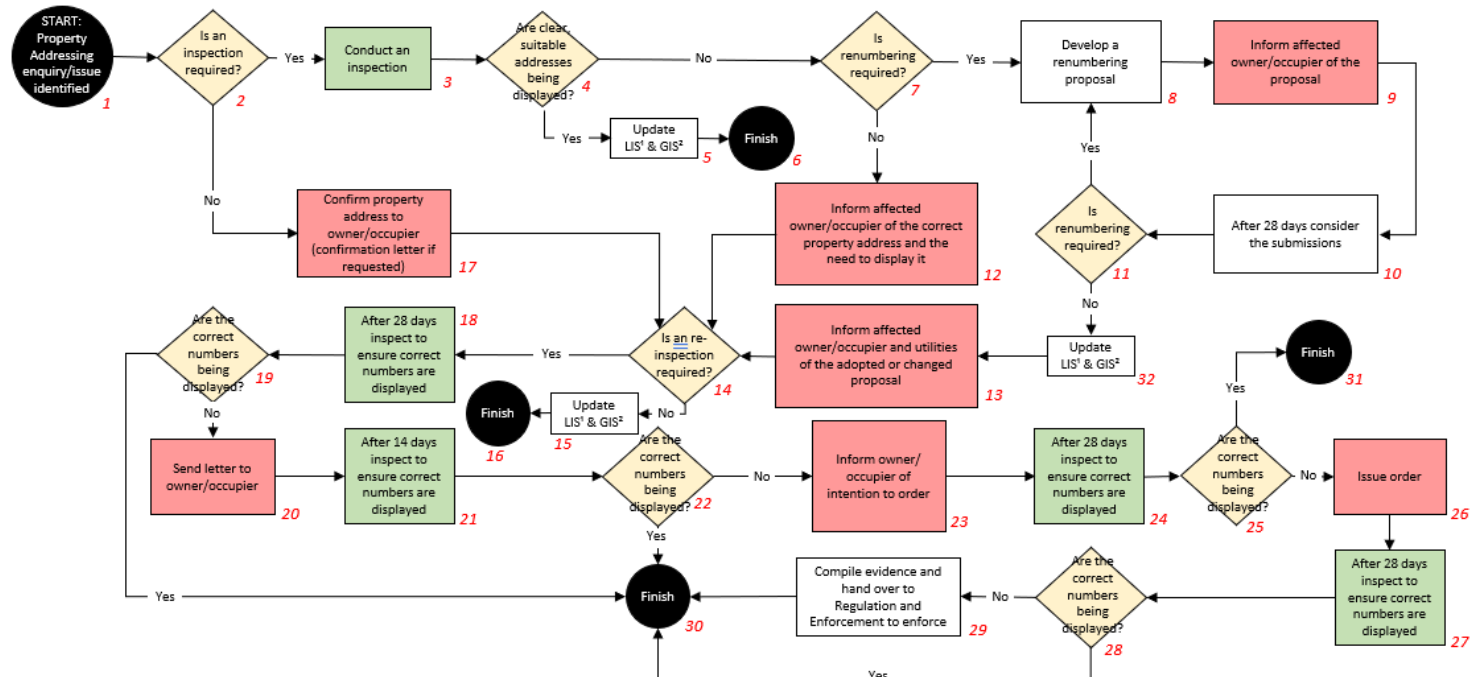 START:
Property
Addressing
enquiry/issue
identified
1
Is an
inspection
required?
2
Yes
Conduct an
inspection
3
Are clear,
suitable
addresses
being
displayed?
4
No
Is
renumbering
required?
7
Yes
Develop a
renumbering
proposal
8
Inform affected
owner/occupier of the
proposal
9
Yes
Update
LIS¹ & GIS²
5
Finish
6
No
Yes
No
Confirm property
address to
owner/occupier
(confirmation letter if
requested)
17
Inform affected
owner/occupier of the correct
property address and the
need to display it
12
Is
renumbering
required?
11
After 28 days consider
the submissions
10
No
Are the
correct
numbers
being
displayed?
19
After 28 days
inspect to
ensure correct
numbers are
displayed
18
Yes
Is an re-
inspection
required?
14
Inform affected
owner/occupier and utilities
of the adopted or changed
proposal
13
Update
LIS¹ & GIS²
32
Finish
31
Yes
No
Finish
16
Update
LIS¹ & GIS²
15
No
Send letter to
owner/occupier
20
After 14 days
inspect to
ensure correct
numbers are
displayed
21
Are the
correct
numbers
being
displayed?
22
No
Inform owner/
occupier of
intention to order
23
After 28 days
inspect to
ensure correct
numbers are
displayed
24
Are the
correct
numbers
being
displayed?
25
No
Issue order
26
Yes
Yes
Finish
30
Compile evidence and
hand over to
Regulation and
Enforcement to enforce
29
No
Are the
correct
numbers
being
displayed?
28
After 28 days
inspect to
ensure correct
numbers are
displayed
27
Yes